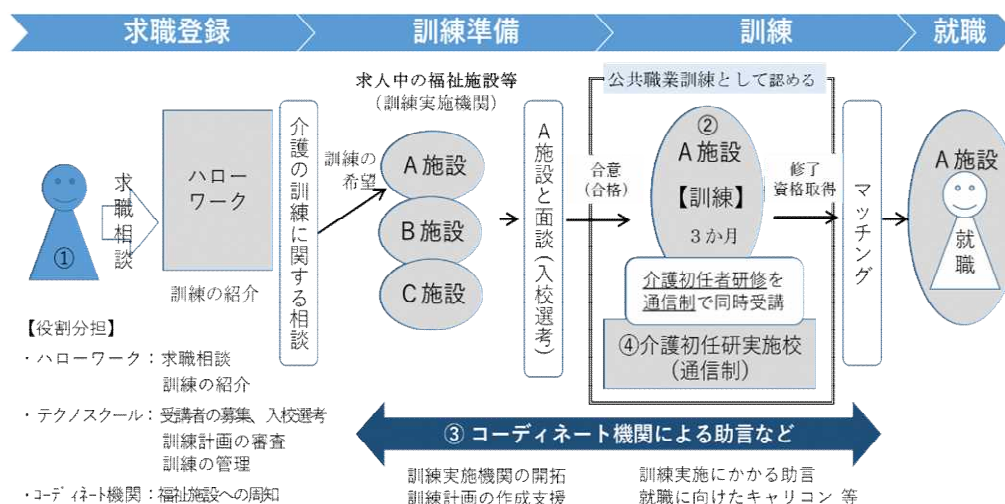 求職登録
訓練準備
訓練
就職
求職相談
①
ハローワーク
訓練の紹介
介護の訓練に関する相談
訓練の希望
求人中の福祉施設等
(訓練実施機関)
A施設
B施設
C施設
A施設と面談(入校選考)
合意
(合格)
公共職業訓練として認める
②
A施設
【訓練】
3か月
介護初任者研修を
通信制で同時受講
④介護初任研実施校
(通信制)
修了
資格取得
マッチング
A施設
就職
【役割分担】
・ハローワーク:求職相談
訓練の紹介
・テクノスクール:受講者の募集、入校選考
訓練計画の審査
訓練の管理
・コーディネート機関:福祉施設への周知
③ コーディネート機関による助言など
訓練実施機関の開拓
訓練計画の作成支援
訓練実施にかかる助言
就職に向けたキャリコン 等